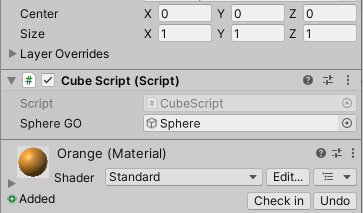 Center X 0 Y 0 Z 0
Size X 1 Y 1 Z 1
Layer Overrides
# Cube Script (Script)
Script # CubeScript
Sphere GO Sphere
Orange (Material)
Shader Standard Edit...
Added Check in Undo